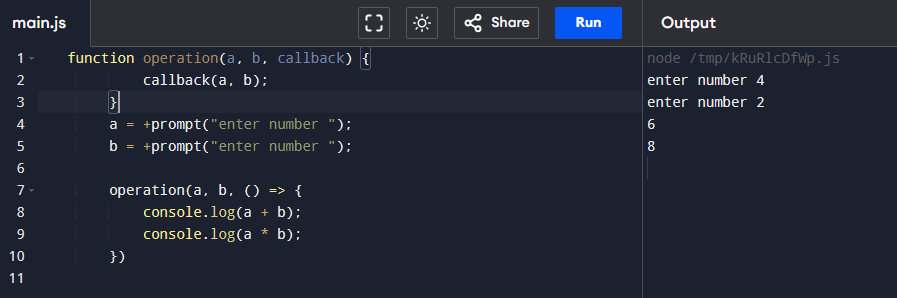 main.js
Share
Run
Output
1 function operation(a, b, callback) {
2 callback(a, b);
3 }
4 a = +prompt("enter number ");
5 b = +prompt("enter number ");
6
7 operation(a, b, () => {
8 console.log(a + b);
9 console.log(a * b);
10 })
11
node /tmp/kRuRlcDfWp.js
enter number 4
enter number 2
6
8